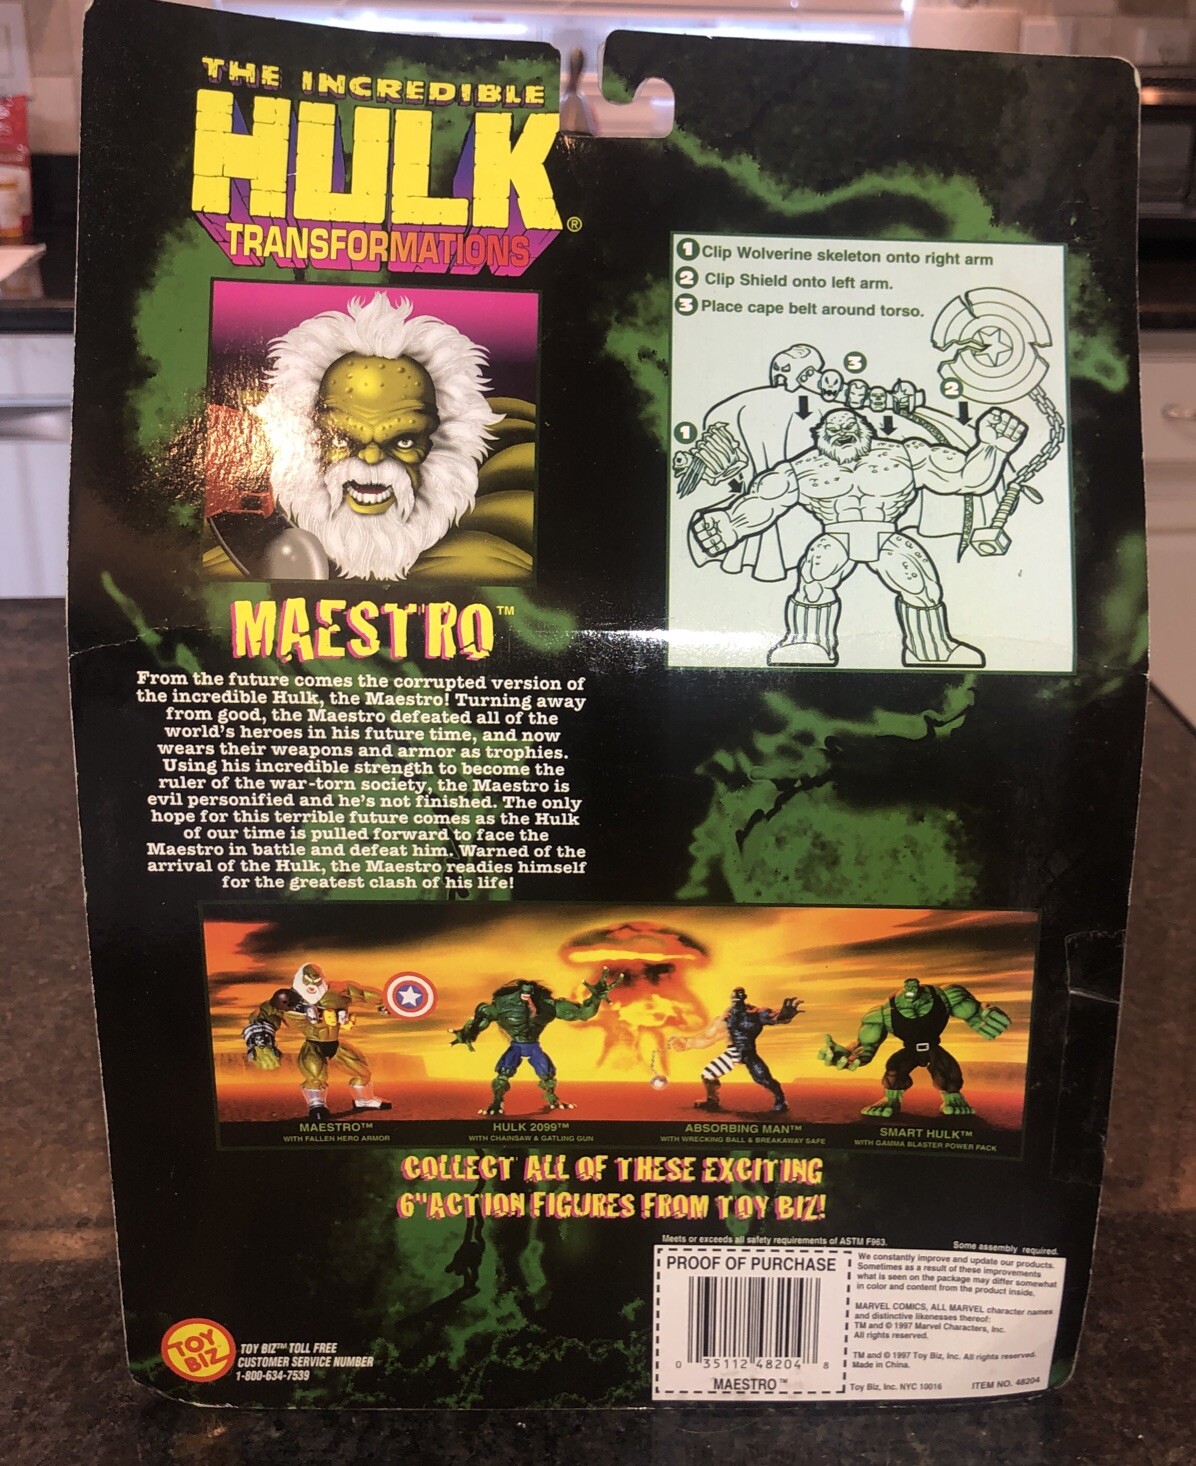 THE INCREDIBLE
HULK®
TRANSFORMATIONS
1 Clip Wolverine skeleton onto right arm
2 Clip Shield onto left arm.
3 Place cape belt around torso.
3
2
1
MAESTRO™
From the future comes the corrupted version of
the incredible Hulk, the Maestro! Turning away
from good, the Maestro defeated all of the
world's heroes in his future time, and now
wears their weapons and armor as trophies.
Using his incredible strength to become the
ruler of the war-torn society, the Maestro is
evil personified and he's not finished. The only
hope for this terrible future comes as the Hulk
of our time is pulled forward to face the
Maestro in battle and defeat him. Warned of the
arrival of the Hulk, the Maestro readies himself
for the greatest clash of his life!
MAESTRO™
WITH FALLEN HERO ARMOR
HULK 2099™
WITH CHAINSAW & GATLING GUN
ABSORBING MAN™
WITH WRECKING BALL & BREAKAWAY SAFE
SMART HULK™
WITH GAMMA BLASTER POWER PACK
COLLECT ALL OF THESE EXCITING
6" ACTION FIGURES FROM TOY BIZ!
Meets or exceeds all safety requirements of ASTM F963.
Some assembly required.
PROOF OF PURCHASE
0 35112 48204 8
MAESTRO™
We constantly improve and update our products.
Sometimes as a result of these improvements
what is seen on the package may differ somewhat
in color and content from the product inside.
MARVEL COMICS, ALL MARVEL character names
and distinctive likenesses thereof:
TM and © 1997 Marvel Characters, Inc.
All rights reserved.
TM and © 1997 Toy Biz, Inc. All rights reserved.
Made in China.
Toy Biz, Inc. NYC 10016
ITEM NO. 48204
TOY
BIZ
TOY BIZ™ TOLL FREE
CUSTOMER SERVICE NUMBER
1-800-634-7539